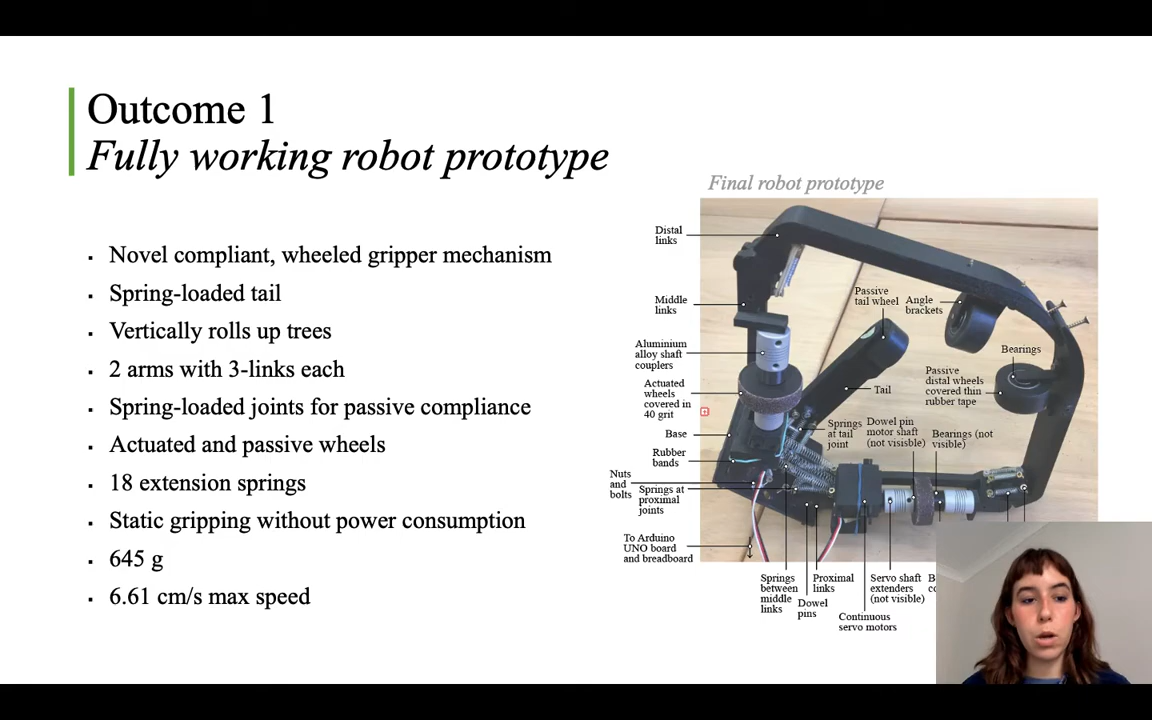 Outcome 1
Fully working robot prototype
Novel compliant, wheeled gripper mechanism
Spring-loaded tail
Vertically rolls up trees
2 arms with 3-links each
Spring-loaded joints for passive compliance
Actuated and passive wheels
18 extension springs
Static gripping without power consumption
645 g
6.61 cm/s max speed
Final robot prototype
Distal
links
Middle
links
Aluminium
alloy shaft
couplers
Actuated
wheels
covered in
40 grit
Base
Rubber
bands
Nuts
and
bolts
Springs at
proximal
joints
To Arduino
UNO board
and breadboard
Passive
tail wheel
Angle
brackets
Bearings
Passive
distal wheels
covered thin
rubber tape
Tail
Springs
at tail
joint
Dowel pin
motor shaft
(not visisble)
Bearings (not
visible)
Springs
between
middle
links
Dowel
pins
Proximal
links
Continuous
servo motors
Servo shaft
extenders
(not visible)